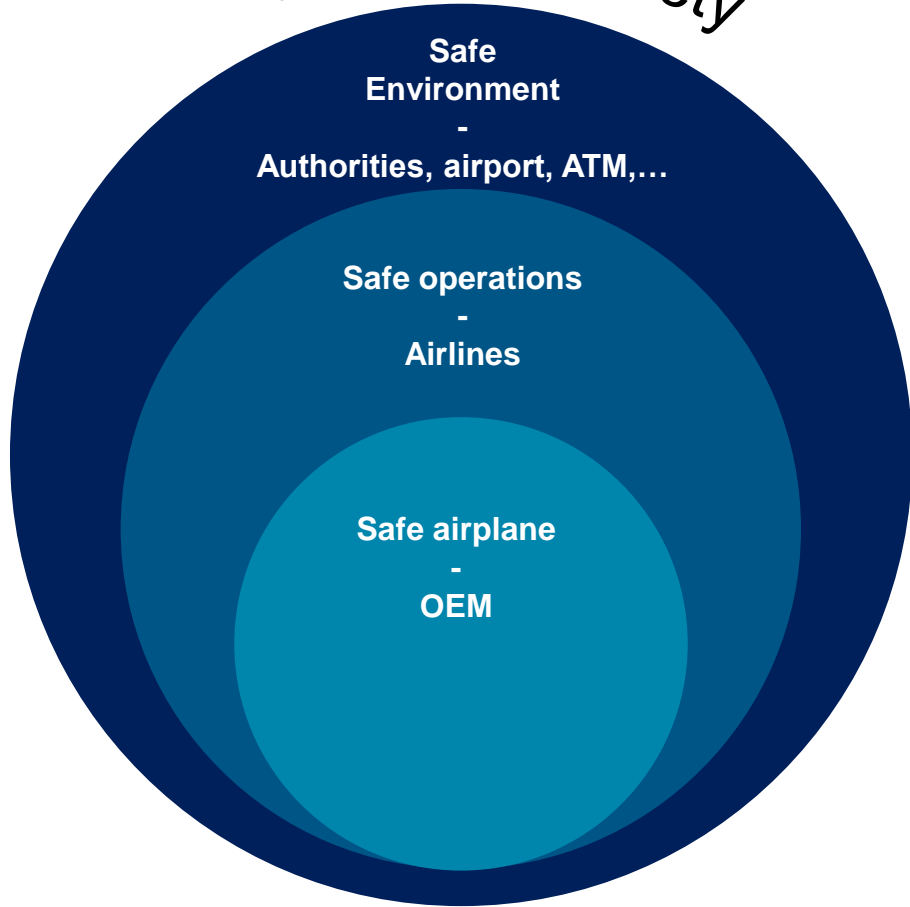 Safe
Environment
-
Authorities, airport, ATM,…
Safe operations
-
Airlines
Safe airplane
-
OEM